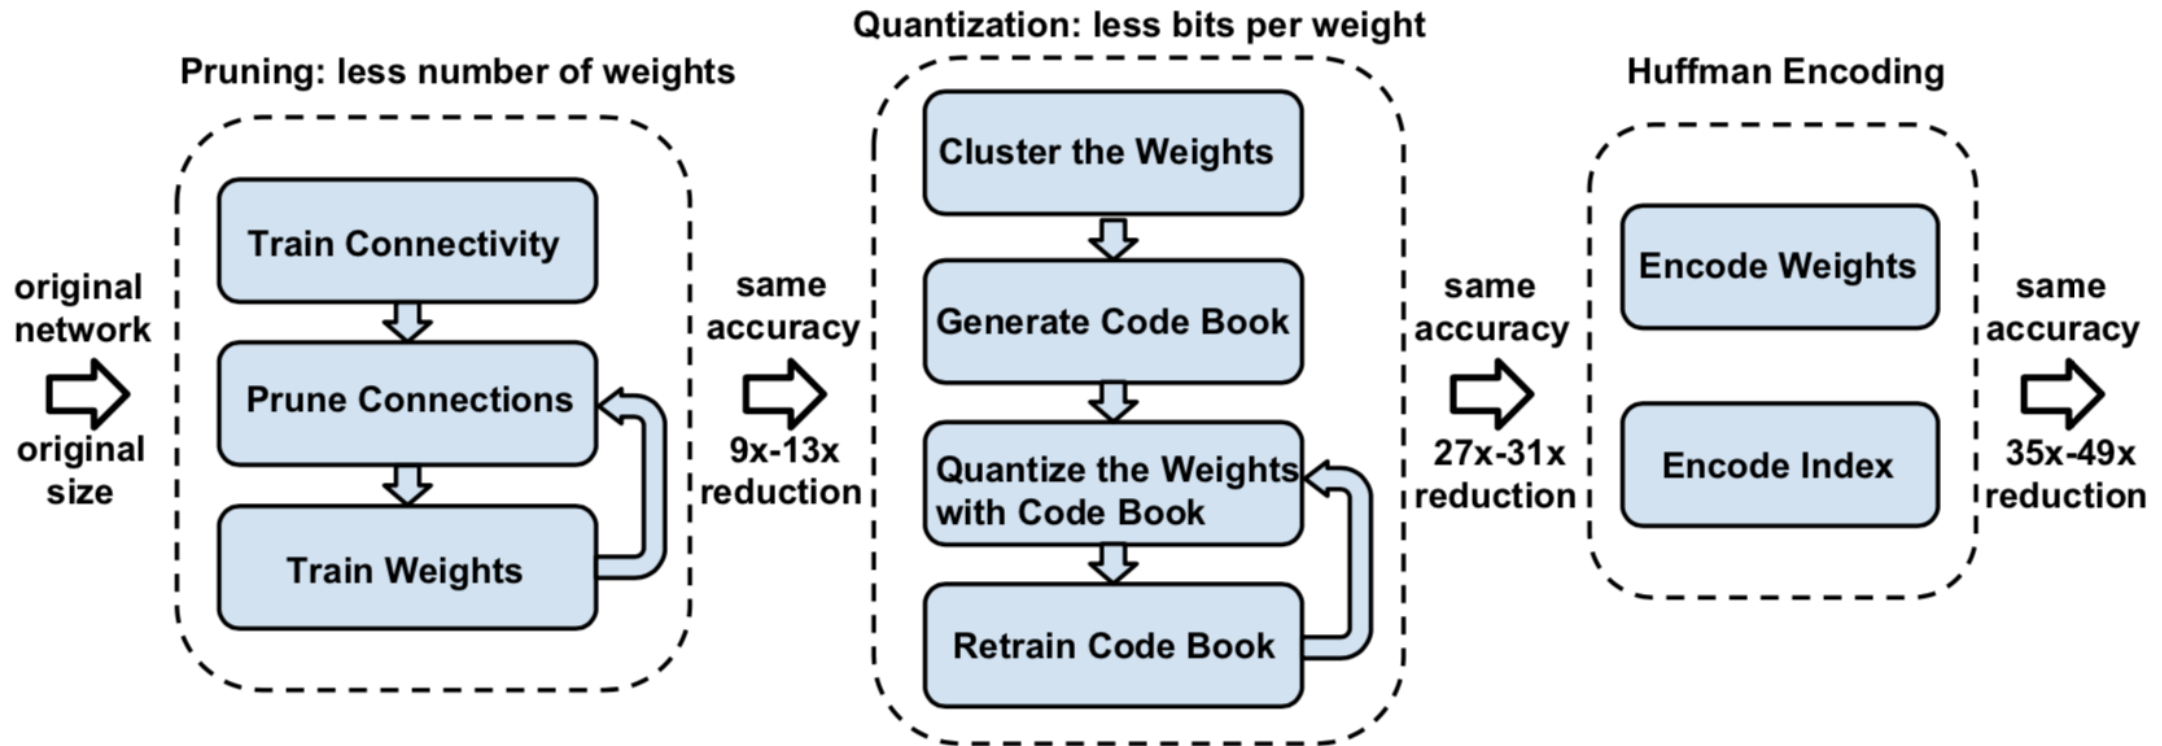 original
network
original
size
Pruning: less number of weights
Train Connectivity
Prune Connections
Train Weights
same
accuracy
9x-13x
reduction
Quantization: less bits per weight
Cluster the Weights
Generate Code Book
Quantize the Weights
with Code Book
Retrain Code Book
same
accuracy
27x-31x
reduction
Huffman Encoding
Encode Weights
Encode Index
same
accuracy
35x-49x
reduction